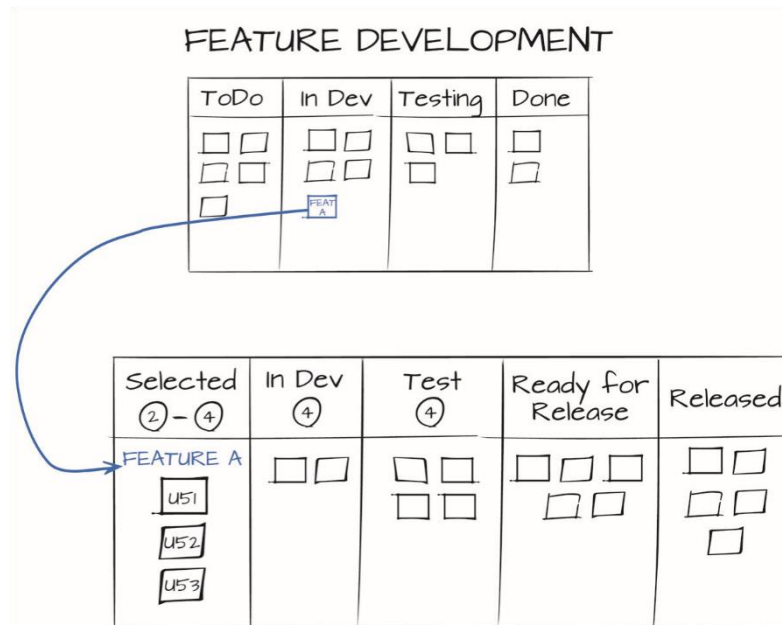 FEATURE DEVELOPMENT
ToDo In Dev Testing Done
FEAT
A
Selected In Dev Test Ready for Release Released
2 - 4 4 4
FEATURE A
US1
US2
US3